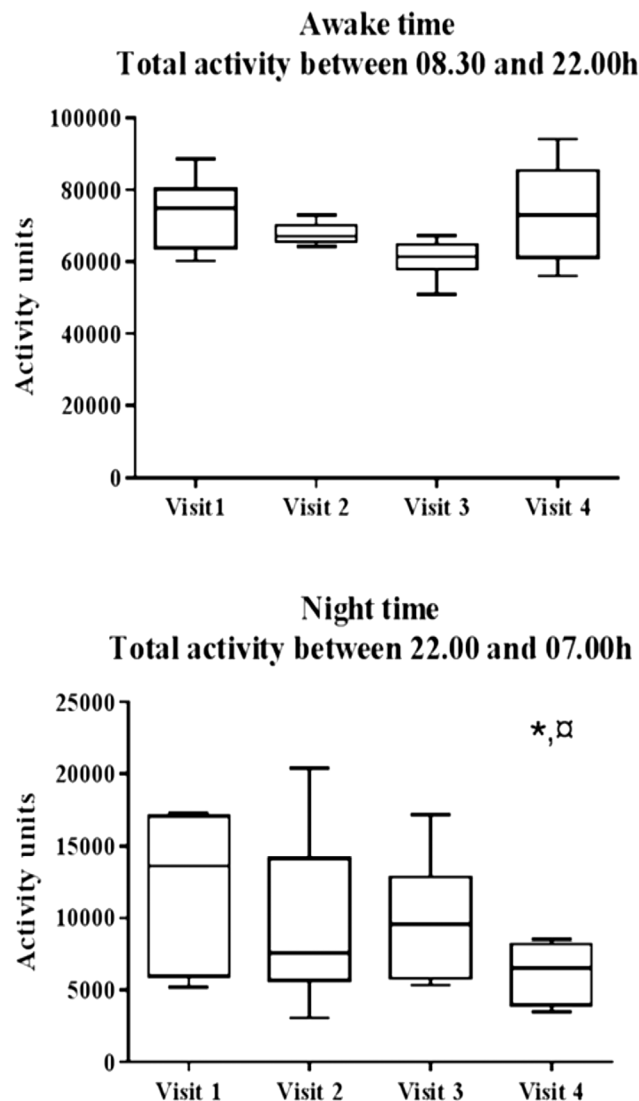 Awake time
Total activity between 08.30 and 22.00h
100000
80000
60000
40000
20000
0
Activity units
Visit1 Visit 2 Visit 3 Visit 4
Night time
Total activity between 22.00 and 07.00h
25000
20000
15000
10000
5000
0
Activity units
*,¤
Visit 1 Visit 2 Visit 3 Visit 4